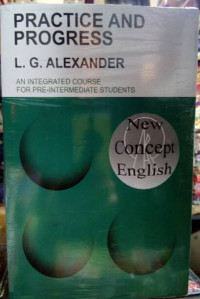 PRACTICE AND
PROGRESS
L. G. ALEXANDER
AN INTEGRATED COURSE
FOR PRE-INTERMEDIATE STUDENTS
New
Concept
English